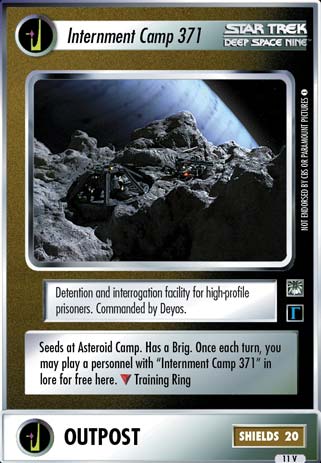 Internment Camp 371
STAR TREK
DEEP SPACE NINE
NOT ENDORSED BY CBS OR PARAMOUNT PICTURES
Detention and interrogation facility for high-profile
prisoners. Commanded by Deyos.
Seeds at Asteroid Camp. Has a Brig. Once each turn, you
may play a personnel with "Internment Camp 371" in
lore for free here. ▼ Training Ring
OUTPOST
SHIELDS 20
11 V